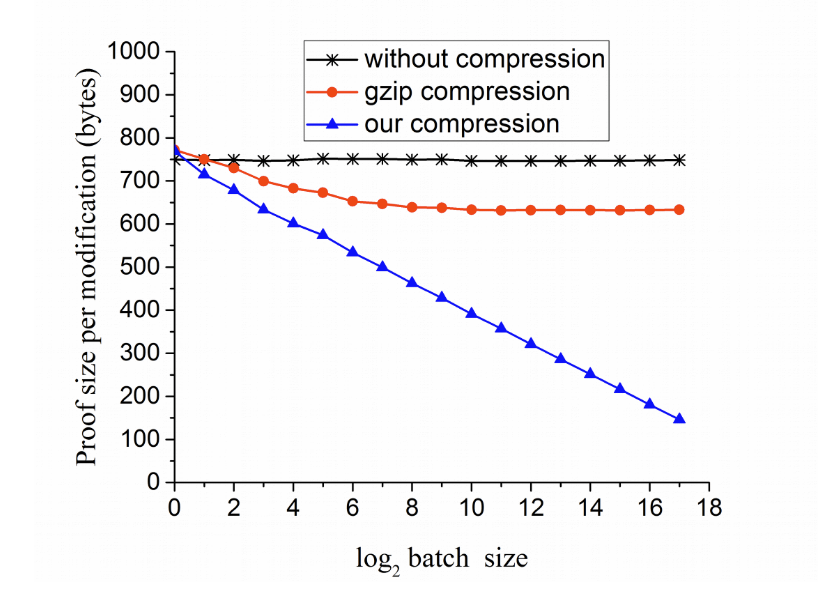 1000
900
800
700
600
500
400
300
200
100
0
Proof size per modification (bytes)
without compression
gzip compression
our compression
0 2 4 6 8 10 12 14 16 18
log₂ batch size